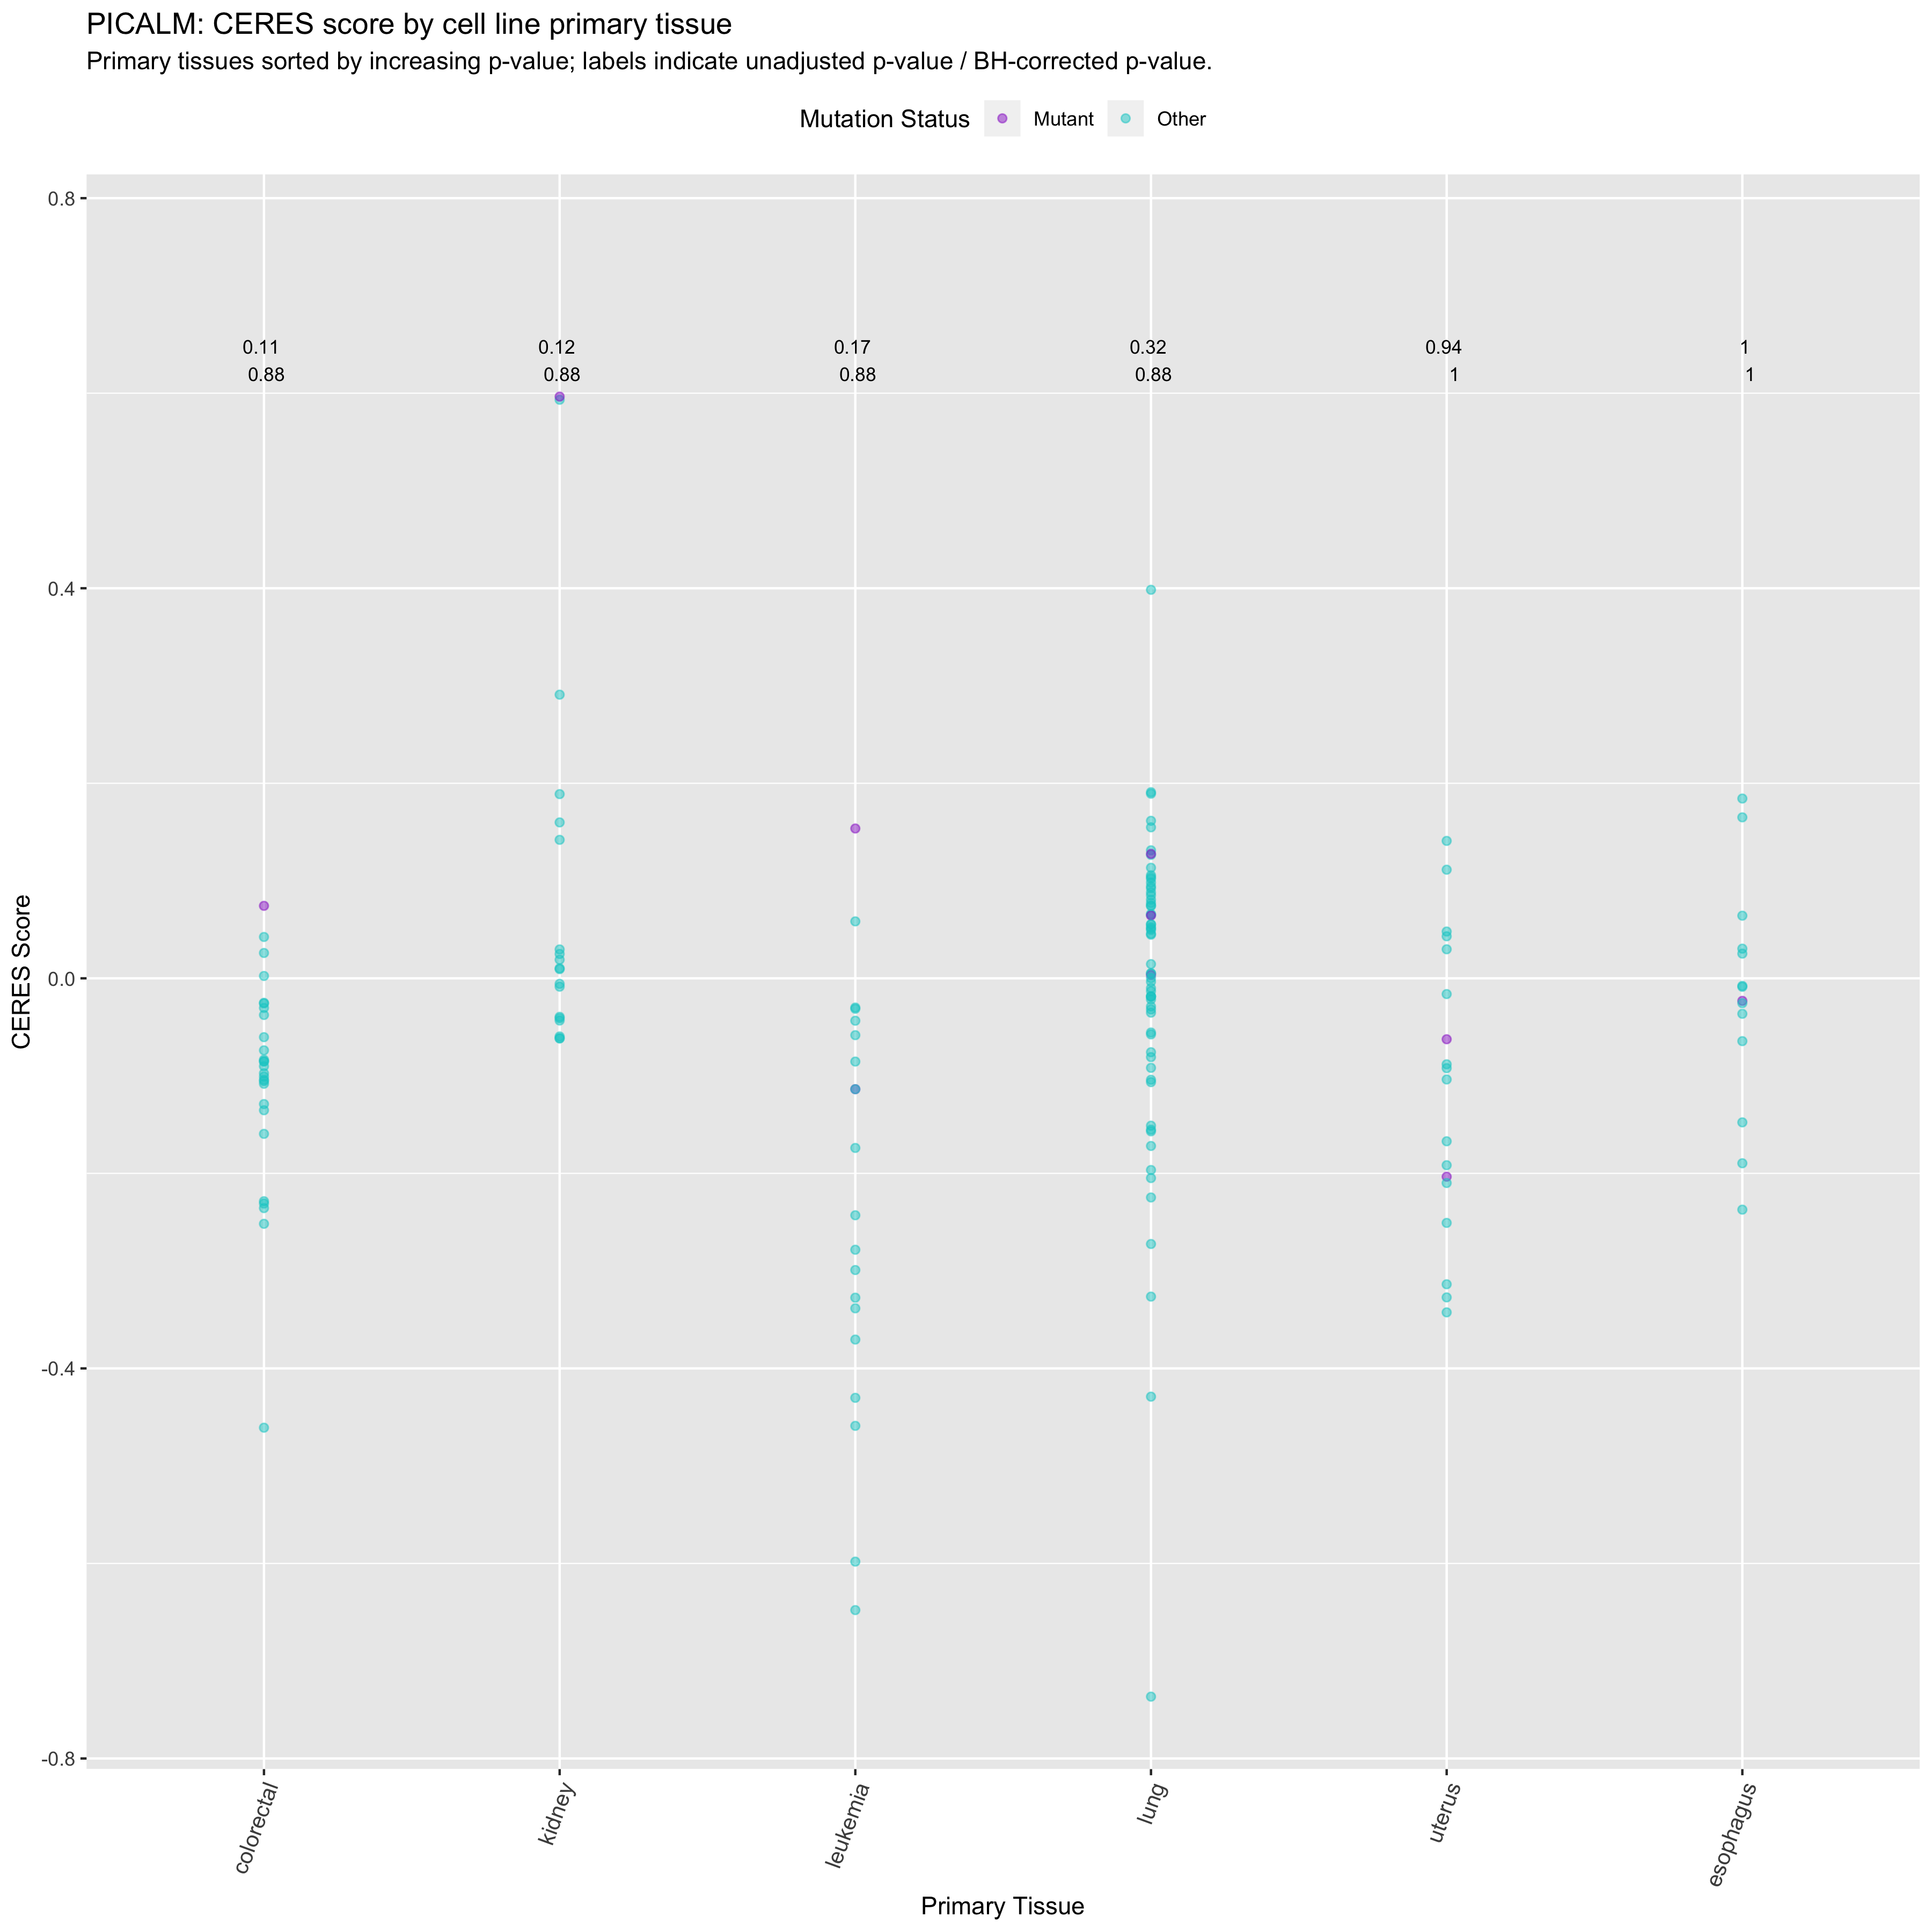 PICALM: CERES score by cell line primary tissue
Primary tissues sorted by increasing p-value; labels indicate unadjusted p-value / BH-corrected p-value.
Mutation Status Mutant Other
0.8
0.11 0.12 0.17 0.32 0.94 1
0.88 0.88 0.88 0.88 1 1
0.4
0.0
CERES Score
-0.4
-0.8
colorectal kidney leukemia lung uterus esophagus
Primary Tissue